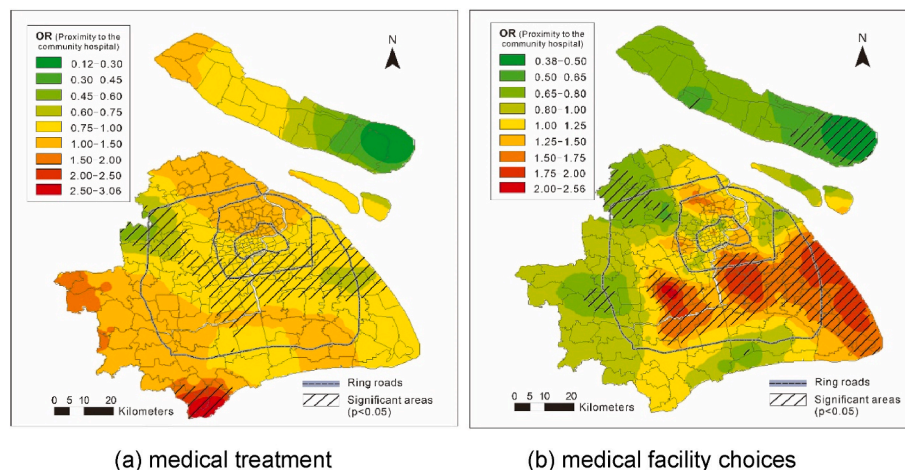 OR (Proximity to the
community hospital)
0.12–0.30
0.30 0.45
0.45–0.60
0.60–0.75
0.75–1.00
1.00–1.50
1.50 2.00
2.00–2.50
2.50–3.06
N
Ring roads
Significant areas
(p<0.05)
0 5 10 20
Kilometers
OR (Proximity to the
community hospital)
0.38–0.50
0.50 0.65
0.65–0.80
0.80–1.00
1.00 1.25
1.25–1.50
1.50–1.75
1.75 2.00
2.00–2.56
N
Ring roads
Significant areas
(p<0.05)
0 5 10 20
Kilometers
(a) medical treatment
(b) medical facility choices